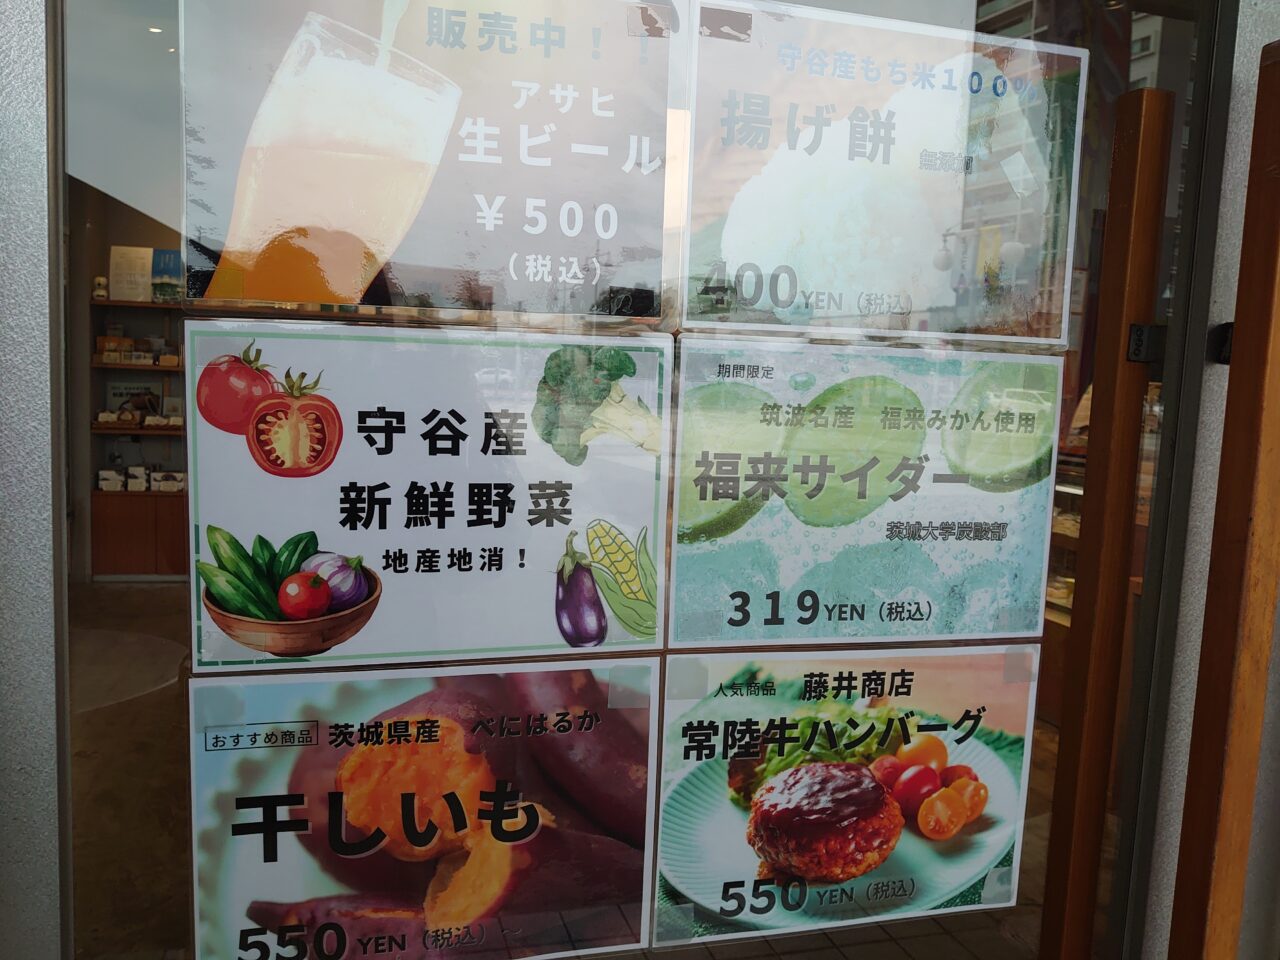 販売中！！
アサヒ
生ビール
￥500
（税込）
守谷産もち米１００％
揚げ餅
無添加
400YEN（税込）
守谷産
新鮮野菜
地産地消！
期間限定
筑波名産　福来みかん使用
福来サイダー
茨城大学炭酸部
319YEN（税込）
おすすめ商品 茨城県産　べにはるか
干しいも
550YEN（税込）～
人気商品 藤井商店
常陸牛ハンバーグ
550YEN（税込）